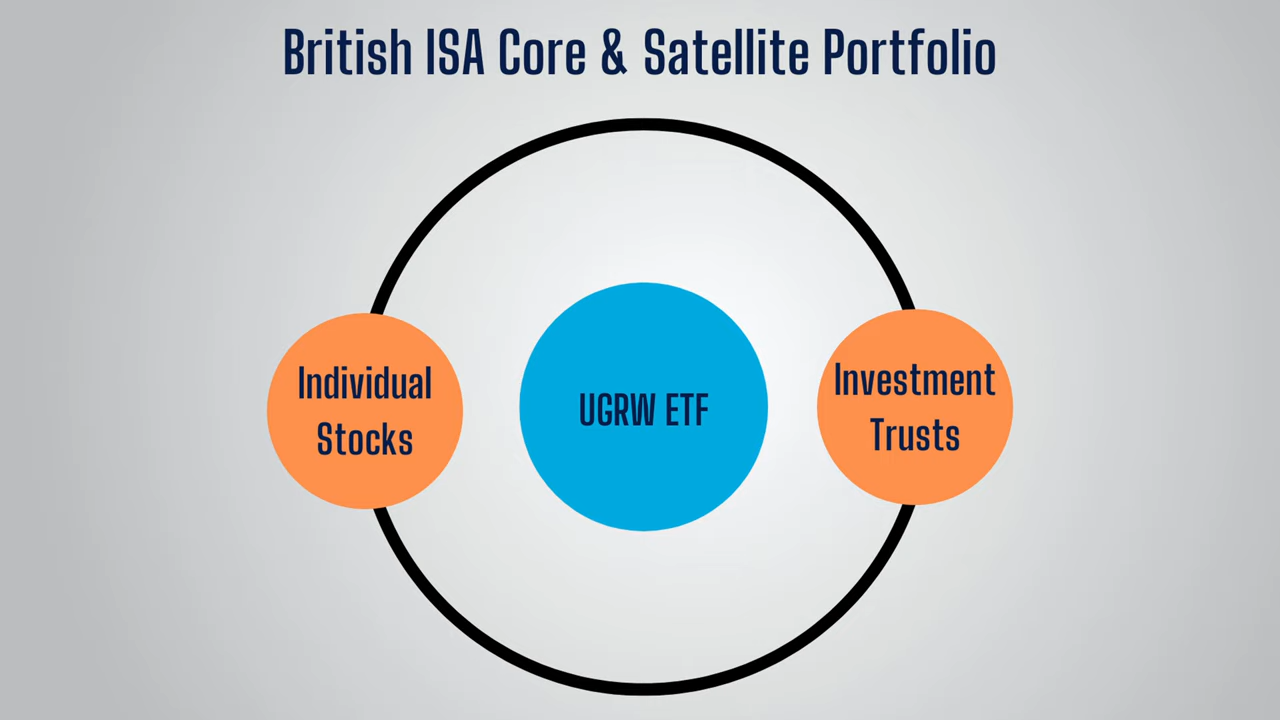 British ISA Core & Satellite Portfolio
Individual
Stocks
UGRW ETF
Investment
Trusts